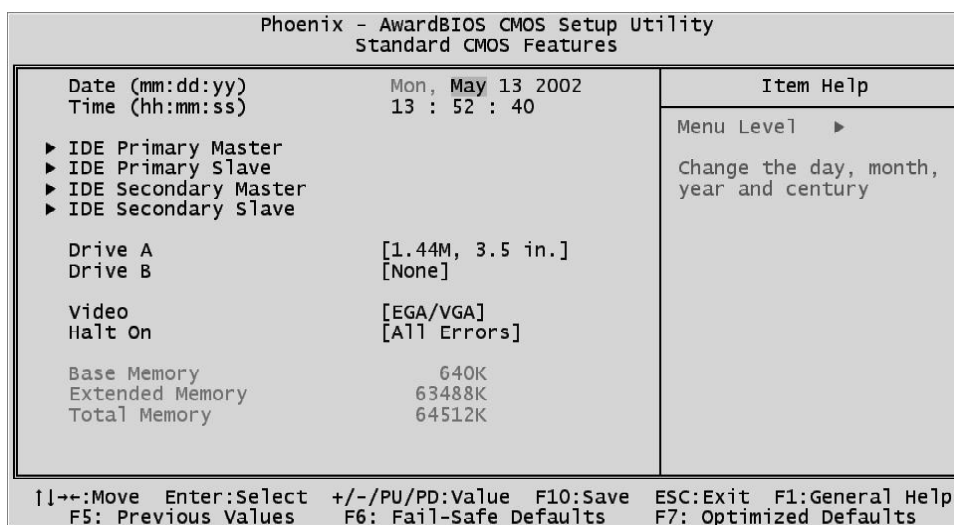 Phoenix - AwardBIOS CMOS Setup Utility
Standard CMOS Features
Date (mm:dd:yy) Mon, May 13 2002
Time (hh:mm:ss) 13 : 52 : 40
▶ IDE Primary Master
▶ IDE Primary Slave
▶ IDE Secondary Master
▶ IDE Secondary Slave
Drive A [1.44M, 3.5 in.]
Drive B [None]
Video [EGA/VGA]
Halt On [All Errors]
Base Memory 640K
Extended Memory 63488K
Total Memory 64512K
Item Help
Menu Level ▶
Change the day, month,
year and century
↑↓→←:Move Enter:Select +/-/PU/PD:Value F10:Save ESC:Exit F1:General Help
F5: Previous Values F6: Fail-Safe Defaults F7: Optimized Defaults